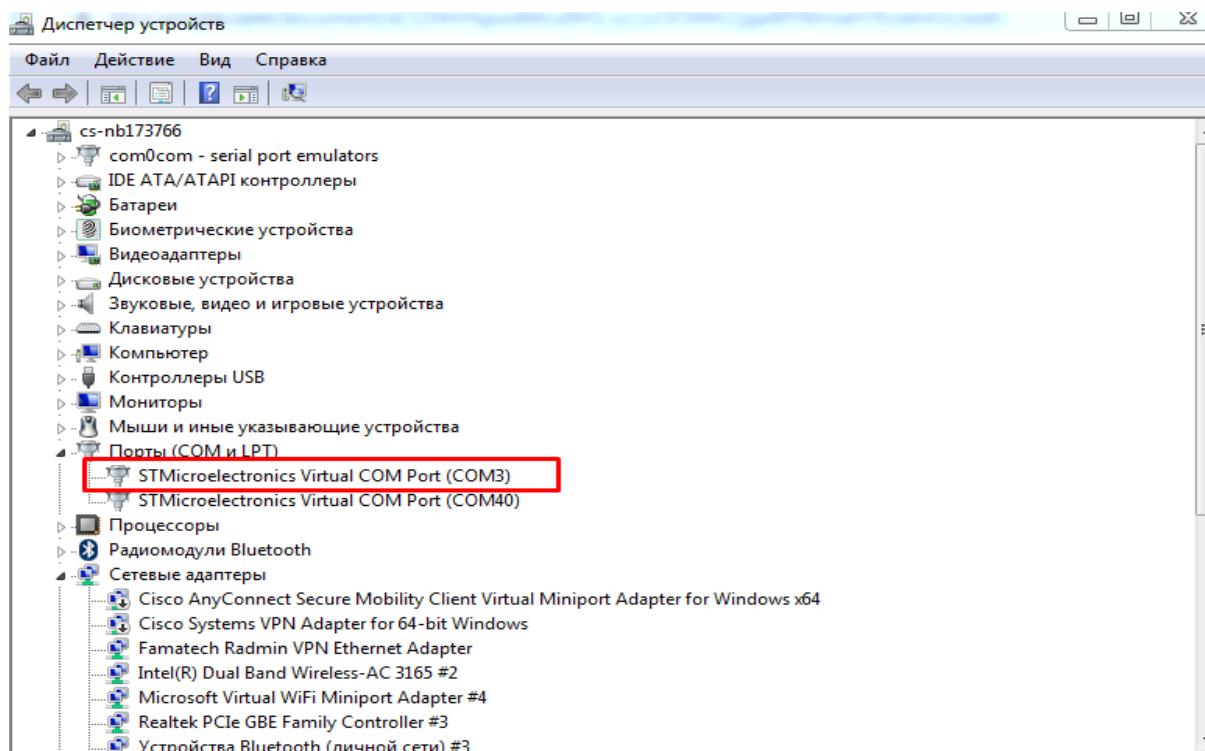 Диспетчер устройств
Файл Действие Вид Справка
cs-nb173766
com0com - serial port emulators
IDE ATA/ATAPI контроллеры
Батареи
Биометрические устройства
Видеоадаптеры
Дисковые устройства
Звуковые, видео и игровые устройства
Клавиатуры
Компьютер
Контроллеры USB
Мониторы
Мыши и иные указывающие устройства
Порты (COM и LPT)
STMicroelectronics Virtual COM Port (COM3)
STMicroelectronics Virtual COM Port (COM40)
Процессоры
Радиомодули Bluetooth
Сетевые адаптеры
Cisco AnyConnect Secure Mobility Client Virtual Miniport Adapter for Windows x64
Cisco Systems VPN Adapter for 64-bit Windows
Famatech Radmin VPN Ethernet Adapter
Intel(R) Dual Band Wireless-AC 3165 #2
Microsoft Virtual WiFi Miniport Adapter #4
Realtek PCIe GBE Family Controller #3
Устройства Bluetooth (личной сети) #3